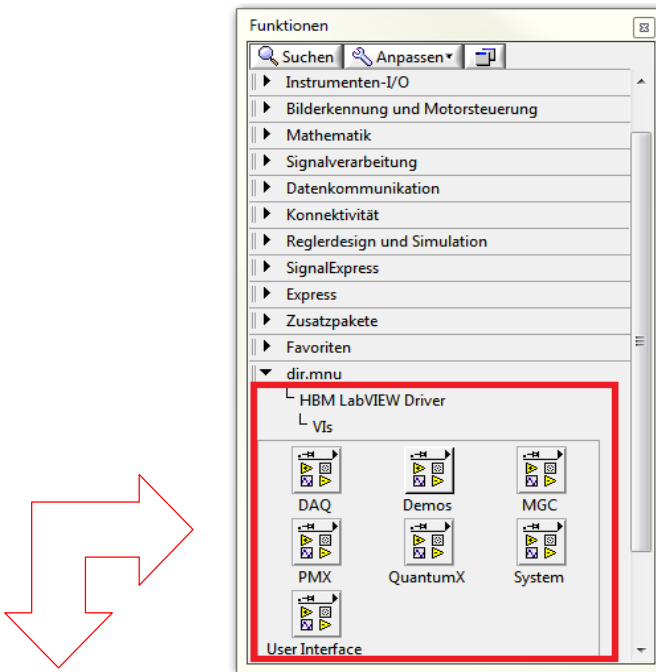 Funktionen
Suchen Anpassen
Instrumenten-I/O
Bilderkennung und Motorsteuerung
Mathematik
Signalverarbeitung
Datenkommunikation
Konnektivität
Reglerdesign und Simulation
SignalExpress
Express
Zusatzpakete
Favoriten
dir.mnu
HBM LabVIEW Driver
VIs
DAQ Demos MGC
PMX QuantumX System
User Interface